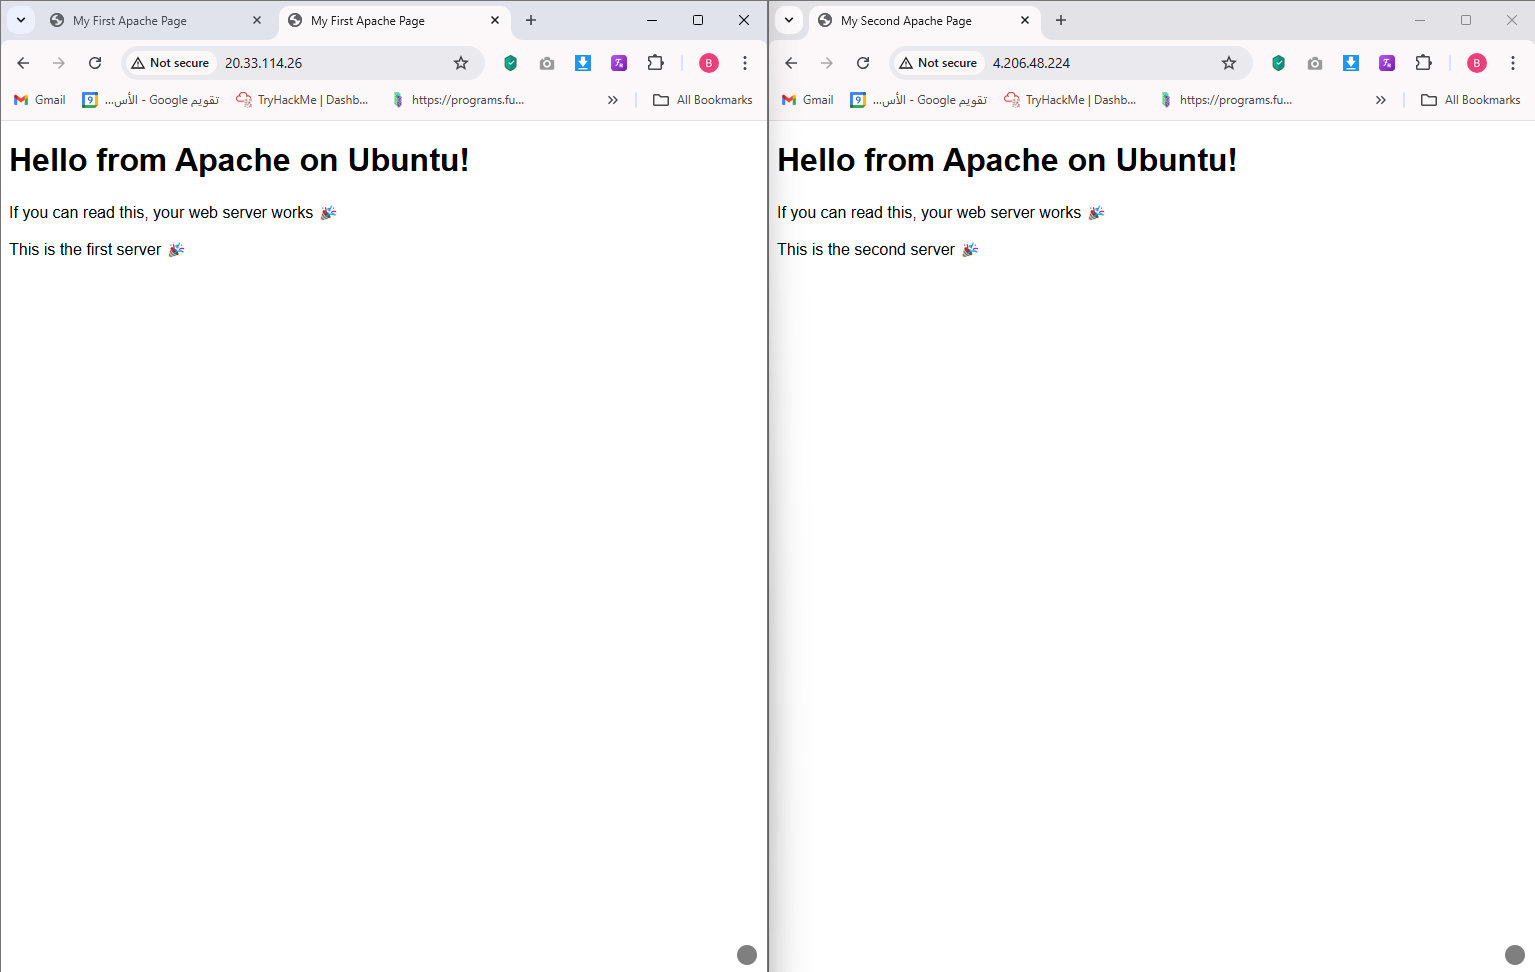 My First Apache Page
My First Apache Page
Not secure 20.33.114.26
Gmail
9
تقويم Google - الأس...
TryHackMe | Dashb...
https://programs.fu...
All Bookmarks
B
Hello from Apache on Ubuntu!
If you can read this, your web server works 🎉
This is the first server 🎉
My Second Apache Page
Not secure 4.206.48.224
B
Gmail
9
تقويم Google - الأس...
TryHackMe | Dashb...
https://programs.fu...
All Bookmarks
Hello from Apache on Ubuntu!
If you can read this, your web server works 🎉
This is the second server 🎉